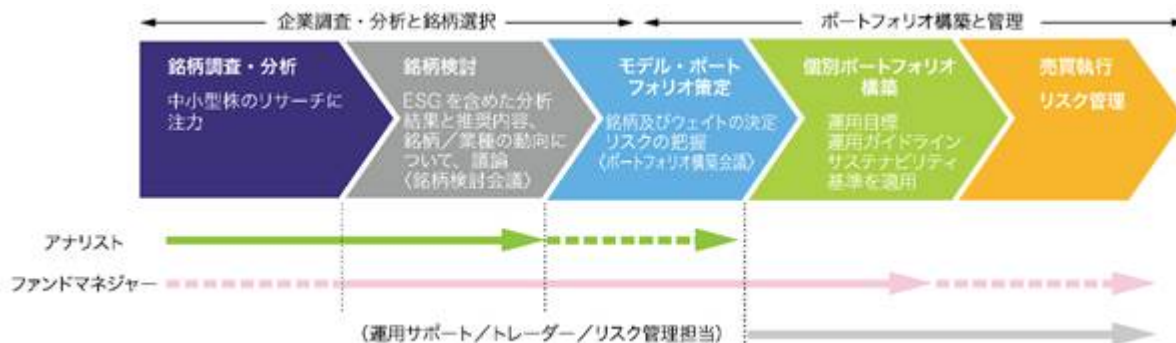 企業調査・分析と銘柄選択
ポートフォリオ構築と管理
銘柄調査・分析
中小型株のリサーチに
注力
銘柄検討
ESGを含めた分析
結果と推奨内容、
銘柄/業種の動向に
ついて、議論
〈銘柄検討会議〉
モデル・ポート
フォリオ策定
銘柄及びウェイトの決定
リスクの把握
〈ポートフォリオ構築会議〉
個別ポートフォリオ
構築
運用目標
運用ガイドライン
サステナビリティ
基準を適用
売買執行
リスク管理
アナリスト
ファンドマネジャー
(運用サポート/トレーダー/リスク管理担当)